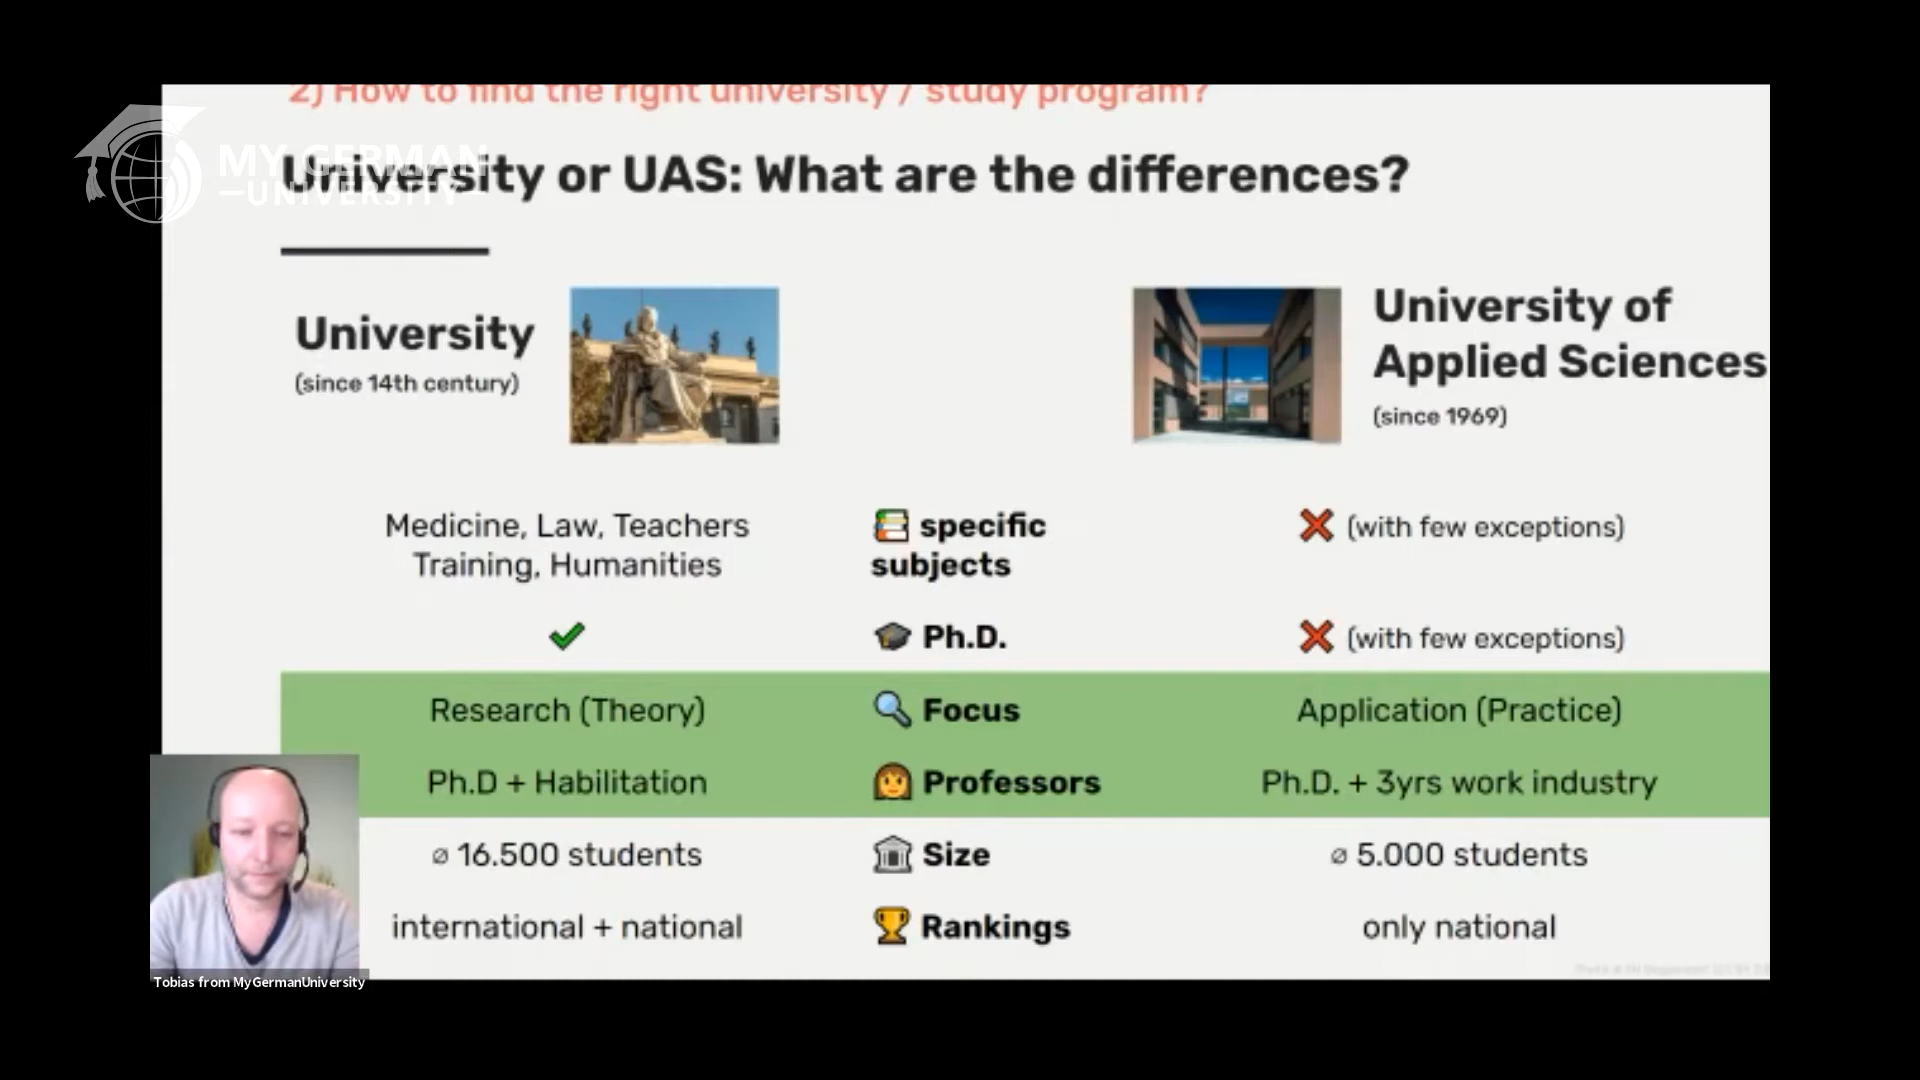 2) How to find the right university / study program?
MY GERMAN
UNIVERSITY
University or UAS: What are the differences?
University
(since 14th century)
University of
Applied Sciences
(since 1969)
Medicine, Law, Teachers
Training, Humanities
specific
subjects
(with few exceptions)
Ph.D.
(with few exceptions)
Research (Theory)
Focus
Application (Practice)
Ph.D + Habilitation
Professors
Ph.D. + 3yrs work industry
⌀ 16.500 students
Size
⌀ 5.000 students
international + national
Rankings
only national
Tobias from MyGermanUniversity